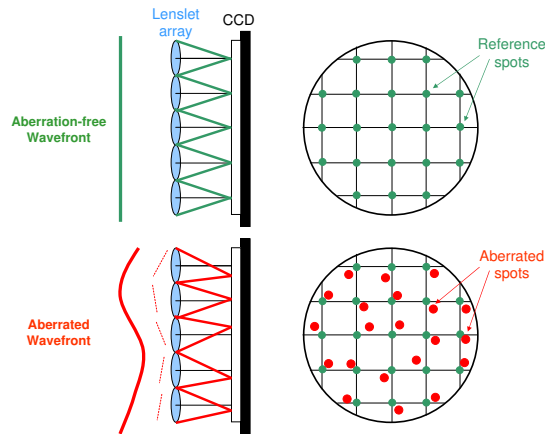 Lenslet
array
CCD
Reference
spots
Aberration-free
Wavefront
Aberrated
spots
Aberrated
Wavefront